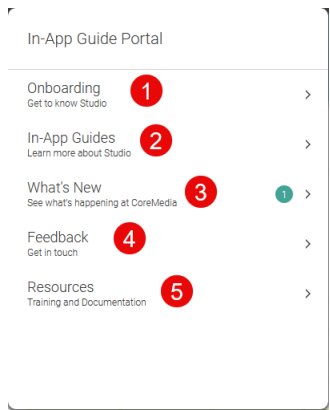 In-App Guide Portal
Onboarding
Get to know Studio
1
In-App Guides
Learn more about Studio
2
What's New
See what's happening at CoreMedia
3
1
Feedback
Get in touch
4
Resources
Training and Documentation
5